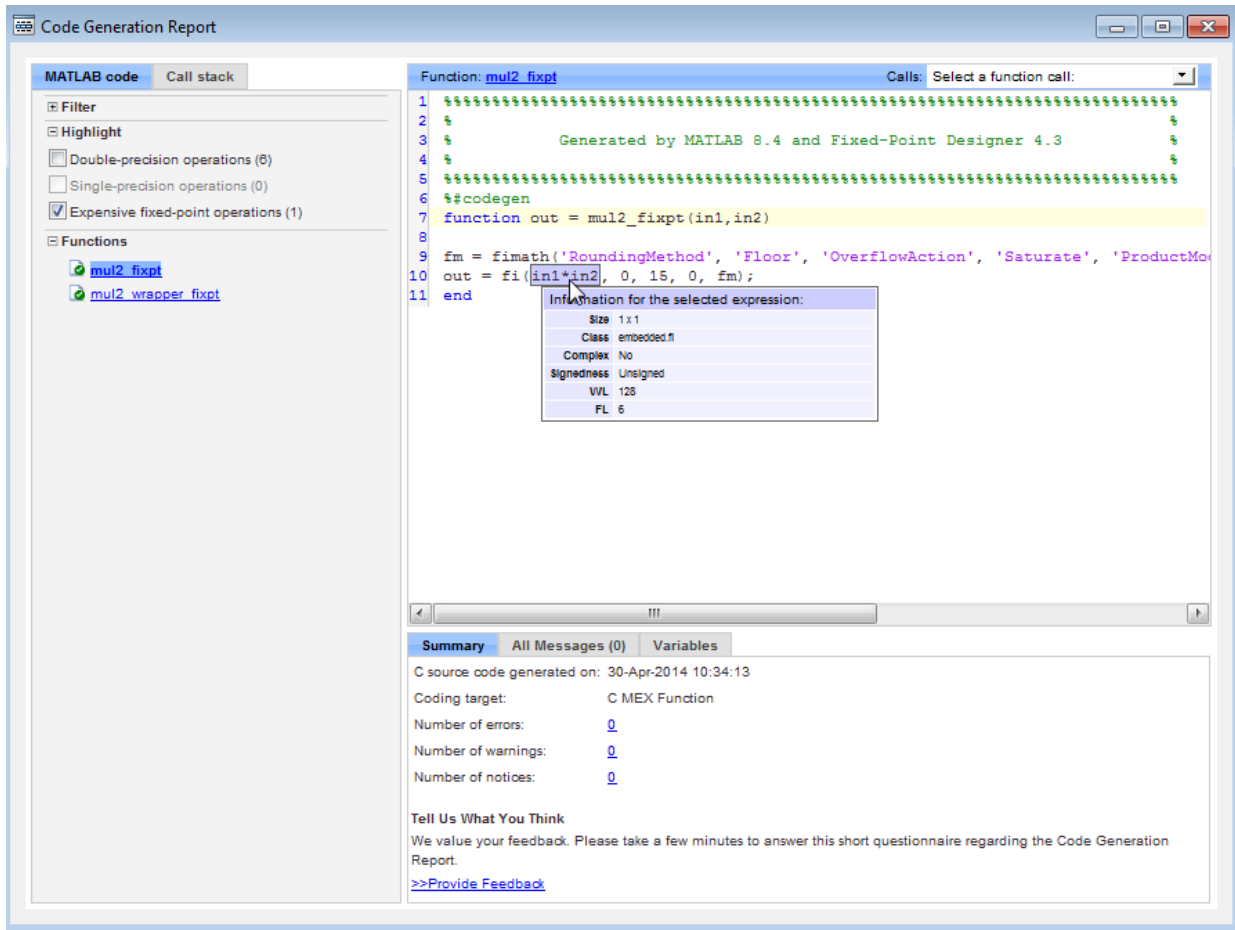 Code Generation Report
MATLAB code Call stack
Filter
Highlight
Double-precision operations (6)
Single-precision operations (0)
Expensive fixed-point operations (1)
Functions
mul2_fixpt
mul2_wrapper_fixpt
Function: mul2_fixpt Calls: Select a function call:
1 %%%%%%%%%%%%%%%%%%%%%%%%%%%%%%%%%%%%%%%%%%%%%%%%%%%%%%%%%%%%%%%%%%%%%%%%%%
2 % %
3 % Generated by MATLAB 8.4 and Fixed-Point Designer 4.3 %
4 % %
5 %%%%%%%%%%%%%%%%%%%%%%%%%%%%%%%%%%%%%%%%%%%%%%%%%%%%%%%%%%%%%%%%%%%%%%%%%%
6 %#codegen
7 function out = mul2_fixpt(in1,in2)
8
9 fm = fimath('RoundingMethod', 'Floor', 'OverflowAction', 'Saturate', 'ProductMo
10 out = fi(in1*in2, 0, 15, 0, fm);
11 end
Information for the selected expression:
Size 1 x 1
Class embedded.fi
Complex No
Signedness Unsigned
WL 128
FL 6
Summary All Messages (0) Variables
C source code generated on: 30-Apr-2014 10:34:13
Coding target: C MEX Function
Number of errors: 0
Number of warnings: 0
Number of notices: 0
Tell Us What You Think
We value your feedback. Please take a few minutes to answer this short questionnaire regarding the Code Generation
Report.
>>Provide Feedback